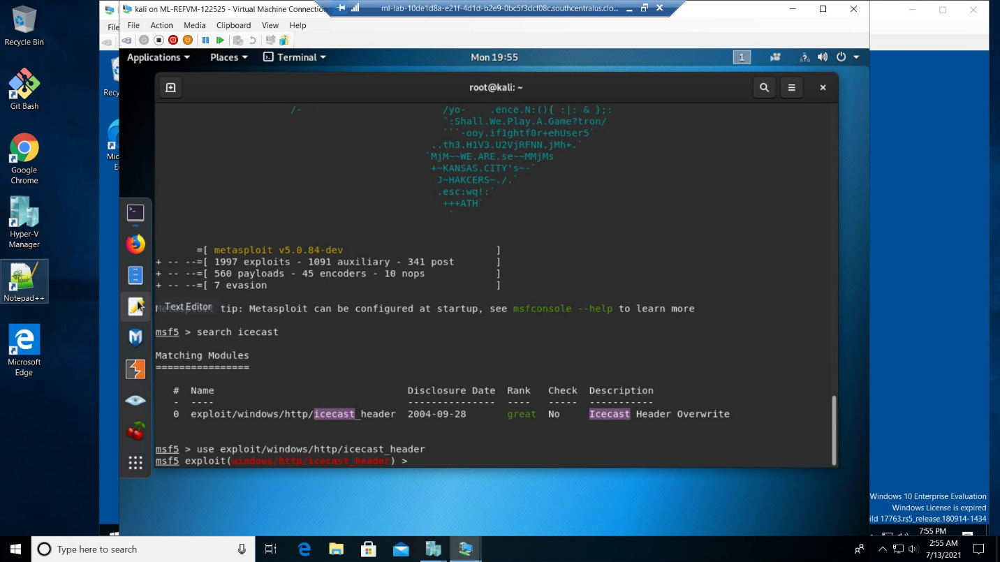 Recycle Bin
Git Bash
Google
Chrome
Hyper-V
Manager
Notepad++
Microsoft
Edge
File
Recyc
Mic
E
kali on ML-REFVM-122525 - Virtual Machine Connection
ml-lab-10de1d8a-e21f-4d1d-b2e9-0bc5f3dcf08c.southcentralus.clo...
File Action Media Clipboard View Help
Applications Places Terminal Mon 19:55 1
root@kali: ~
/- /yo- .ence.N:(){ :|: & };:
`:Shall.We.Play.A.Game?tron/
```-ooy.if1ghtf0r+ehUser5`
..th3.H1V3.U2VjRFNN.jMh+.`
`MjM~~WE.ARE.se~~MMjMs
+~KANSAS.CITY's~-`
J~HAKCERS~./.`
.esc:wq!:`
+++ATH`
`
=[ metasploit v5.0.84-dev ]
+ -- --=[ 1997 exploits - 1091 auxiliary - 341 post ]
+ -- --=[ 560 payloads - 45 encoders - 10 nops ]
+ -- --=[ 7 evasion ]
Text Editor
Metasploit tip: Metasploit can be configured at startup, see msfconsole --help to learn more
msf5 > search icecast
Matching Modules
================
# Name Disclosure Date Rank Check Description
- ---- --------------- ---- ----- -----------
0 exploit/windows/http/icecast_header 2004-09-28 great No Icecast Header Overwrite
msf5 > use exploit/windows/http/icecast_header
msf5 exploit(windows/http/icecast_header) >
Windows 10 Enterprise Evaluation
Windows License is expired
ild 17763.rs5_release.180914-1434
7:55 PM
Type here to search
2:55 AM
7/13/2021